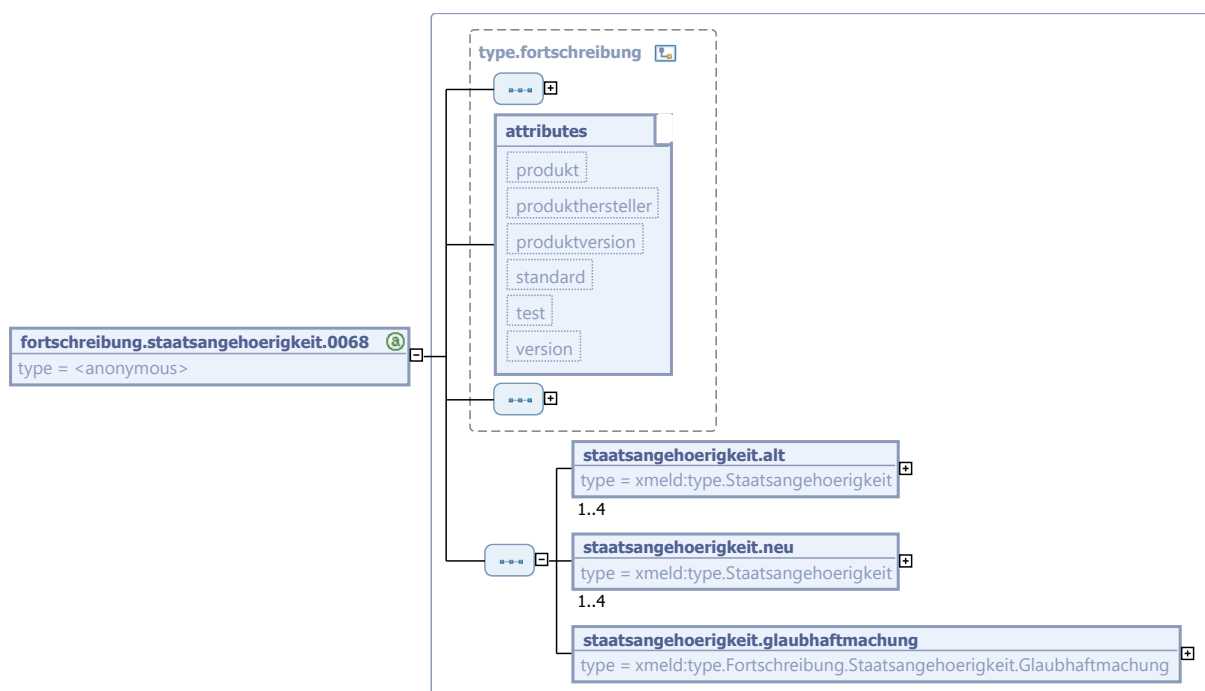 type.fortschreibung
attributes
produkt
produkthersteller
produktversion
standard
test
version
fortschreibung.staatsangehoerigkeit.0068 a
type = <anonymous>
staatsangehoerigkeit.alt
type = xmeld:type.Staatsangehoerigkeit
1..4
staatsangehoerigkeit.neu
type = xmeld:type.Staatsangehoerigkeit
1..4
staatsangehoerigkeit.glaubhaftmachung
type = xmeld:type.Fortschreibung.Staatsangehoerigkeit.Glaubhaftmachung